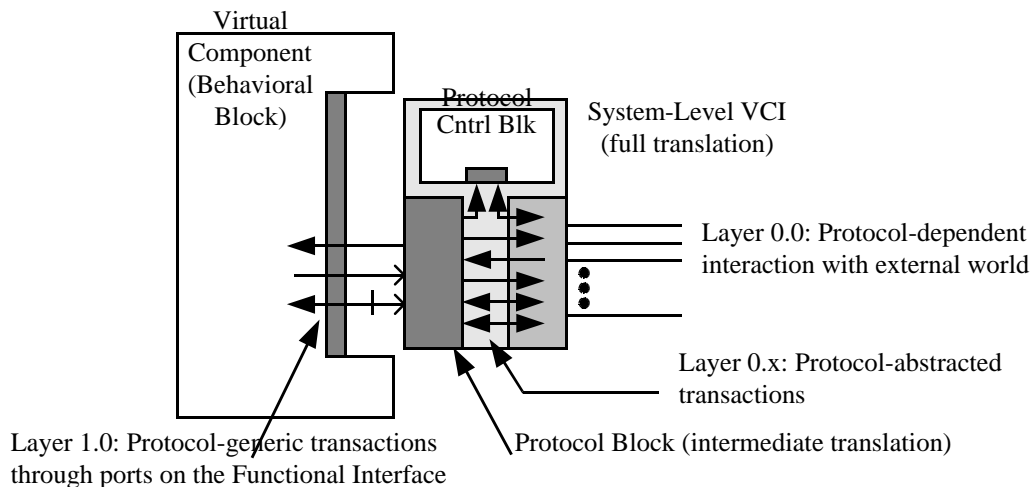 Virtual
Component
(Behavioral
Block)
Protocol
Cntrl Blk
System-Level VCI
(full translation)
Layer 0.0: Protocol-dependent
interaction with external world
Layer 0.x: Protocol-abstracted
transactions
Layer 1.0: Protocol-generic transactions
through ports on the Functional Interface
Protocol Block (intermediate translation)